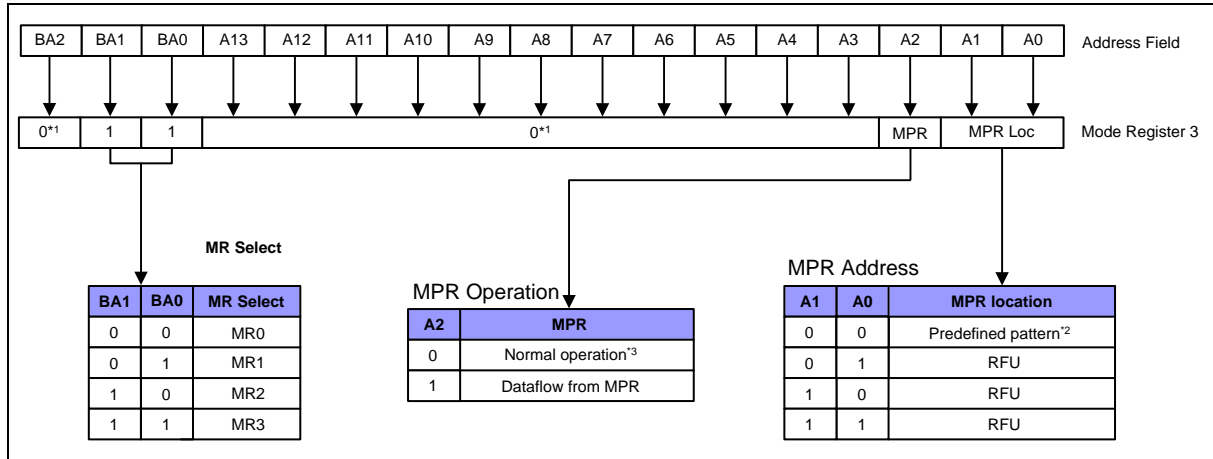 BA2 BA1 BA0 A13 A12 A11 A10 A9 A8 A7 A6 A5 A4 A3 A2 A1 A0 Address Field
0*1 1 1 0*1 MPR MPR Loc Mode Register 3
MR Select
BA1 BA0 MR Select
0 0 MR0
0 1 MR1
1 0 MR2
1 1 MR3
MPR Operation
A2 MPR
0 Normal operation*3
1 Dataflow from MPR
MPR Address
A1 A0 MPR location
0 0 Predefined pattern*2
0 1 RFU
1 0 RFU
1 1 RFU